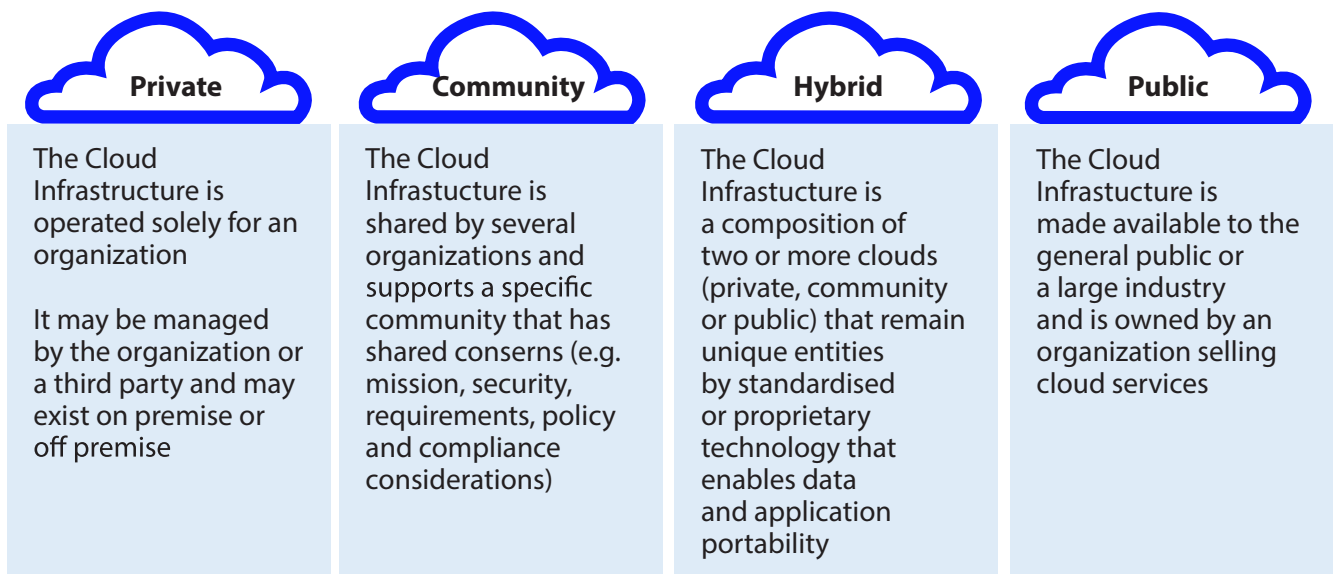 Private
The Cloud
Infrastructure is
operated solely for an
organization
It may be managed
by the organization or
a third party and may
exist on premise or
off premise
Community
The Cloud
Infrastucture is
shared by several
organizations and
supports a specific
community that has
shared conserns (e.g.
mission, security,
requirements, policy
and compliance
considerations)
Hybrid
The Cloud
Infrastucture is
a composition of
two or more clouds
(private, community
or public) that remain
unique entities
by standardised
or proprietary
technology that
enables data
and application
portability
Public
The Cloud
Infrastucture is
made available to the
general public or
a large industry
and is owned by an
organization selling
cloud services